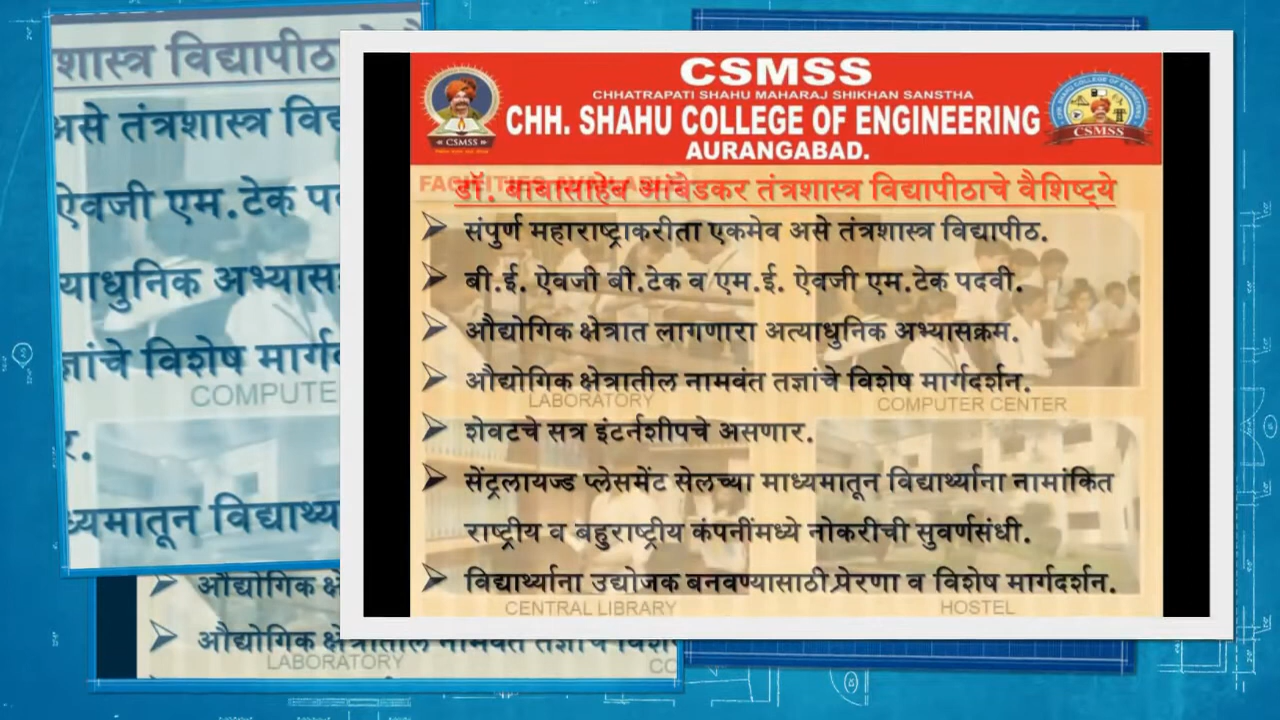 CSMSS
CHHATRAPATI SHAHU MAHARAJ SHIKHAN SANSTHA
CHH. SHAHU COLLEGE OF ENGINEERING
AURANGABAD.
CSMSS
CSMSS
डॉ. बाबासाहेब आंबेडकर तंत्रशास्त्र विद्यापीठाचे वैशिष्ट्ये
संपुर्ण महाराष्ट्राकरीता एकमेव असे तंत्रशास्त्र विद्यापीठ.
बी.ई. ऐवजी बी.टेक व एम.ई. ऐवजी एम.टेक पदवी.
औद्योगिक क्षेत्रात लागणारा अत्याधुनिक अभ्यासक्रम.
औद्योगिक क्षेत्रातील नामवंत तज्ञांचे विशेष मार्गदर्शन.
LABORATORY COMPUTER CENTER
शेवटचे सत्र इंटर्नशीपचे असणार.
सेंट्रलायज्ड प्लेसमेंट सेलच्या माध्यमातून विद्यार्थ्यांना नामांकित
राष्ट्रीय व बहुराष्ट्रीय कंपनींमध्ये नोकरीची सुवर्णसंधी.
विद्यार्थ्यांना उद्योजक बनवण्यासाठी प्रेरणा व विशेष मार्गदर्शन.
CENTRAL LIBRARY HOSTEL
शास्त्र विद्यापीठ
असे तंत्रशास्त्र
ऐवजी एम.टेक
याधुनिक अभ्यास
ज्ञांचे विशेष
COMPUTE
र.
ध्यमातून विद्यार्थ्य
औद्योगिक
औद्योगिक क्षेत्रातील नामवंत
LABORATORY CO